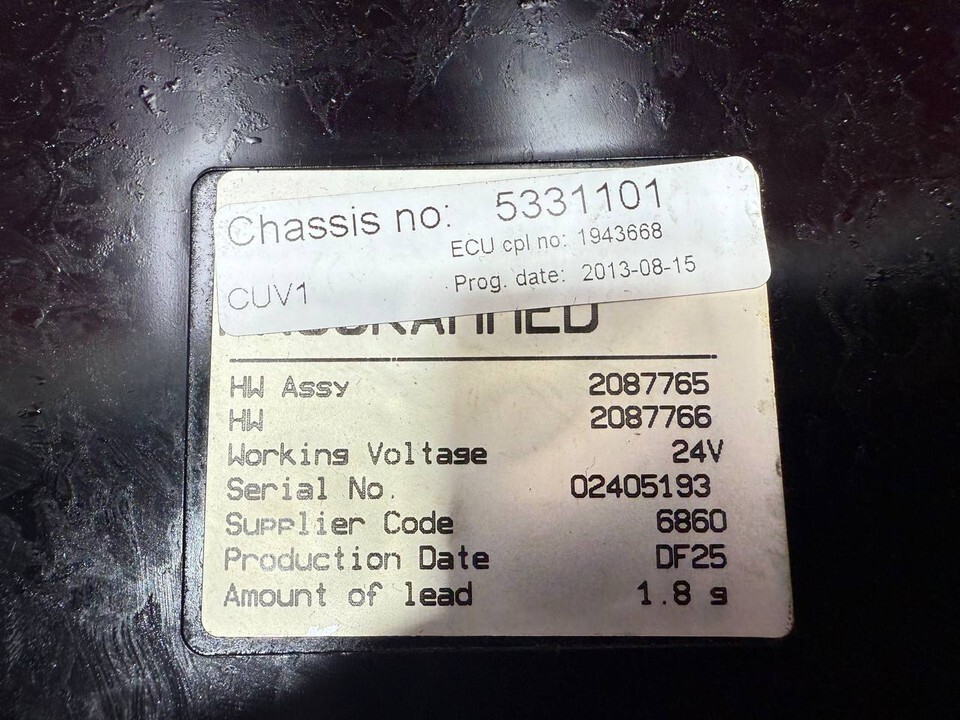 Chassis no: 5331101
ECU cpl no: 1943668
CUV1 Prog. date: 2013-08-15
HW Assy 2087765
HW 2087766
Working Voltage 24V
Serial No. 02405193
Supplier Code 6860
Production Date DF25
Amount of lead 1.8 g